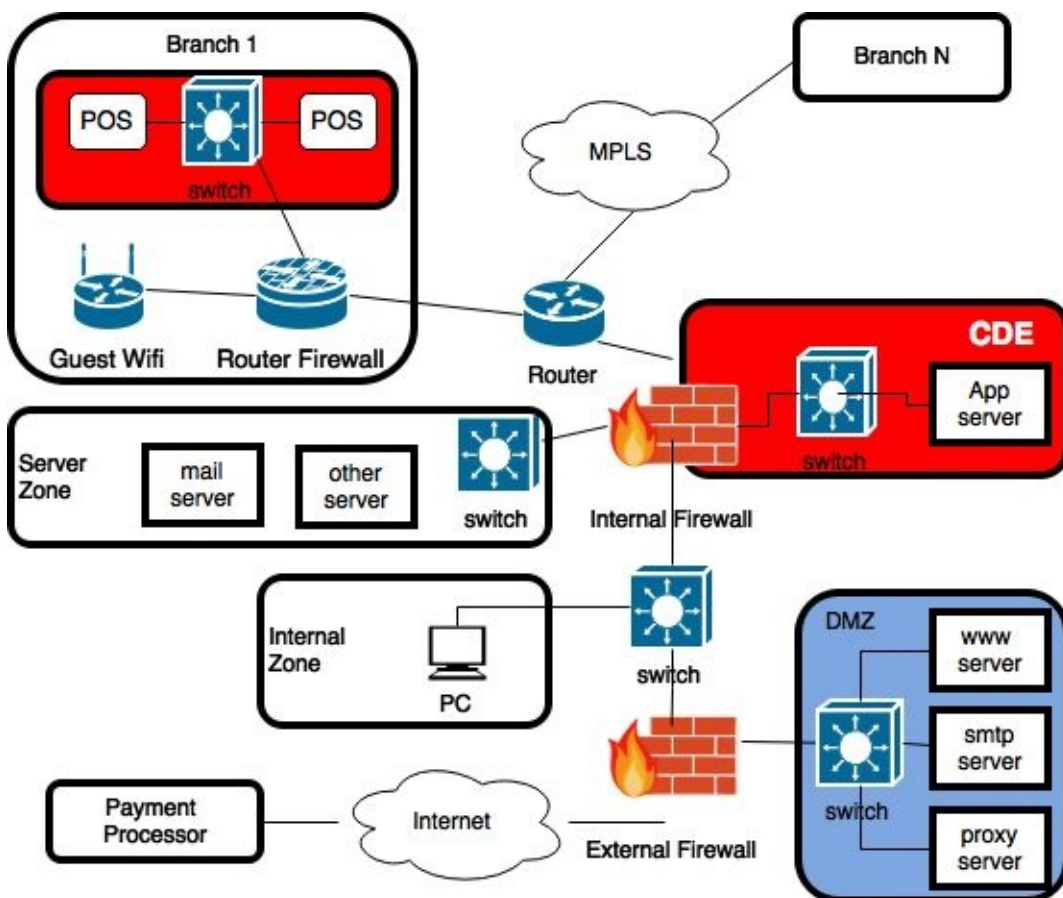 Branch 1
Branch N
POS
POS
switch
MPLS
Guest Wifi
Router Firewall
Router
CDE
App
server
switch
Server
Zone
mail
server
other
server
switch
Internal Firewall
Internal
Zone
PC
switch
DMZ
www
server
smtp
server
switch
proxy
server
Payment
Processor
Internet
External Firewall